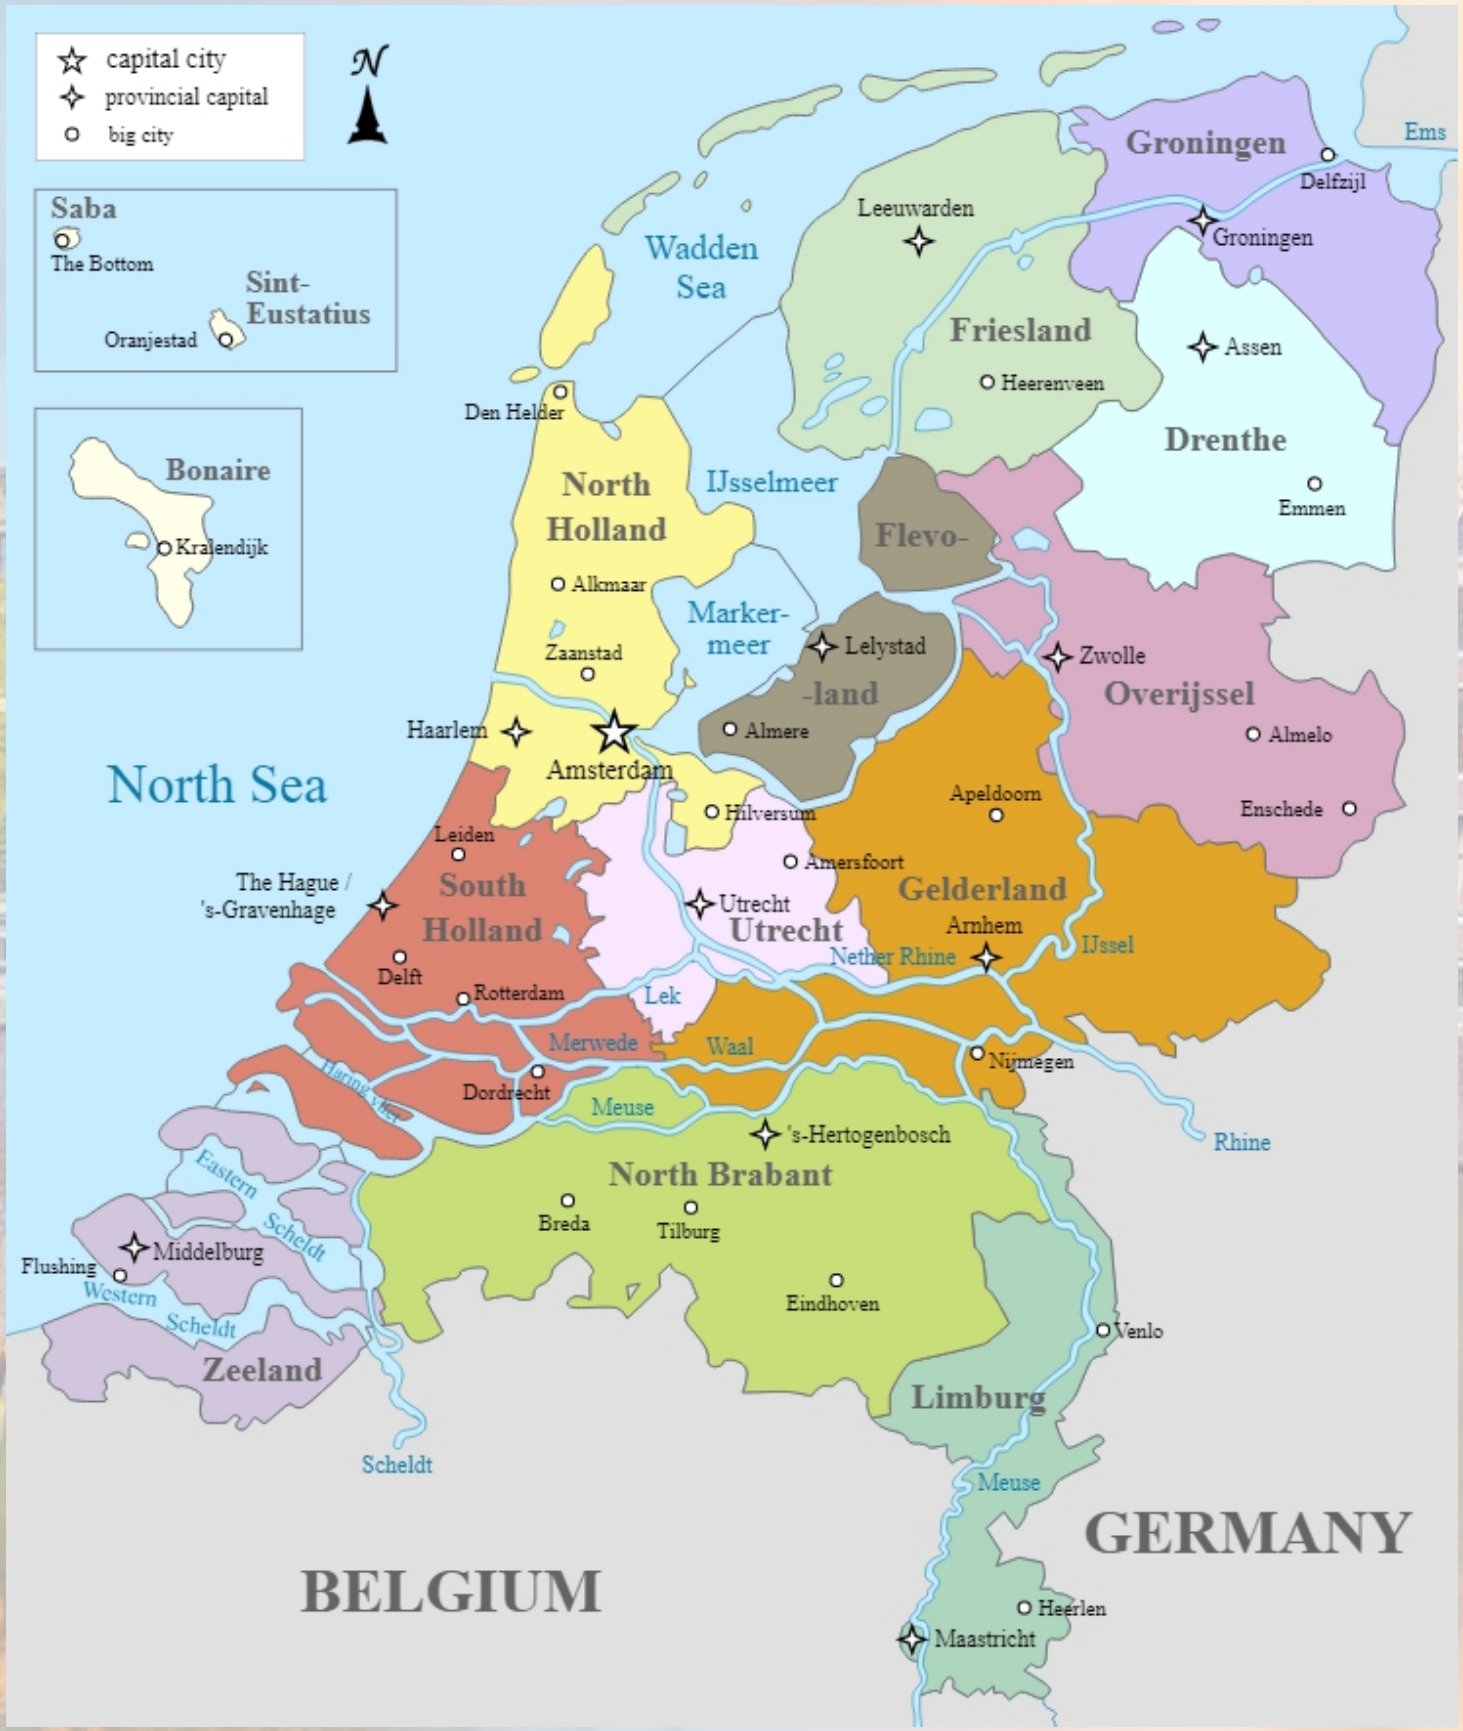 capital city
provincial capital
big city
N
Saba
The Bottom
Sint-
Eustatius
Oranjestad
Bonaire
Kralendijk
Groningen
Ems
Delfzijl
Groningen
Leeuwarden
Wadden
Sea
Friesland
Assen
Heerenveen
Den Helder
Drenthe
North
Holland
IJsselmeer
Emmen
Flevo-
Alkmaar
Marker-
meer
Zaanstad
Lelystad
Zwolle
-land
Overijssel
Haarlem
Almere
Almelo
Amsterdam
North Sea
Apeldoorn
Enschede
Hilversum
Leiden
Amersfoort
The Hague /
's-Gravenhage
South
Holland
Gelderland
Utrecht
Utrecht
Arnhem
Nether Rhine
IJssel
Delft
Rotterdam
Lek
Merwede
Waal
Nijmegen
Haring vliet
Dordrecht
Meuse
's-Hertogenbosch
Rhine
Eastern
Scheldt
North Brabant
Breda
Tilburg
Middelburg
Flushing
Western
Scheldt
Eindhoven
Venlo
Zeeland
Limburg
Scheldt
Meuse
GERMANY
BELGIUM
Heerlen
Maastricht